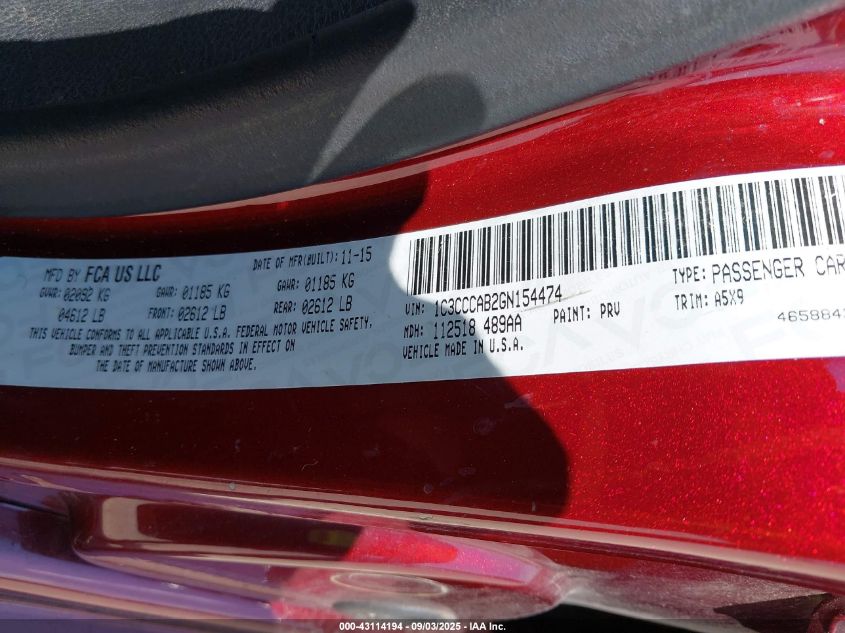 MFD BY FCA US LLC DATE OF MFR(BUILT): 11-15
GVWR: 02092 KG GAWR: 01185 KG GAWR: 01185 KG
04612 LB FRONT: 02612 LB REAR: 02612 LB
THIS VEHICLE CONFORMS TO ALL APPLICABLE U.S.A. FEDERAL MOTOR VEHICLE SAFETY,
BUMPER AND THEFT PREVENTION STANDARDS IN EFFECT ON
THE DATE OF MANUFACTURE SHOWN ABOVE.
VIN: 1C3CCCAB2GN154474 TYPE: PASSENGER CAR
MDH: 112518 489AA PAINT: PRV TRIM: A5X9
VEHICLE MADE IN U.S.A. 465884
000-43114194 - 09/03/2025 - IAA Inc.